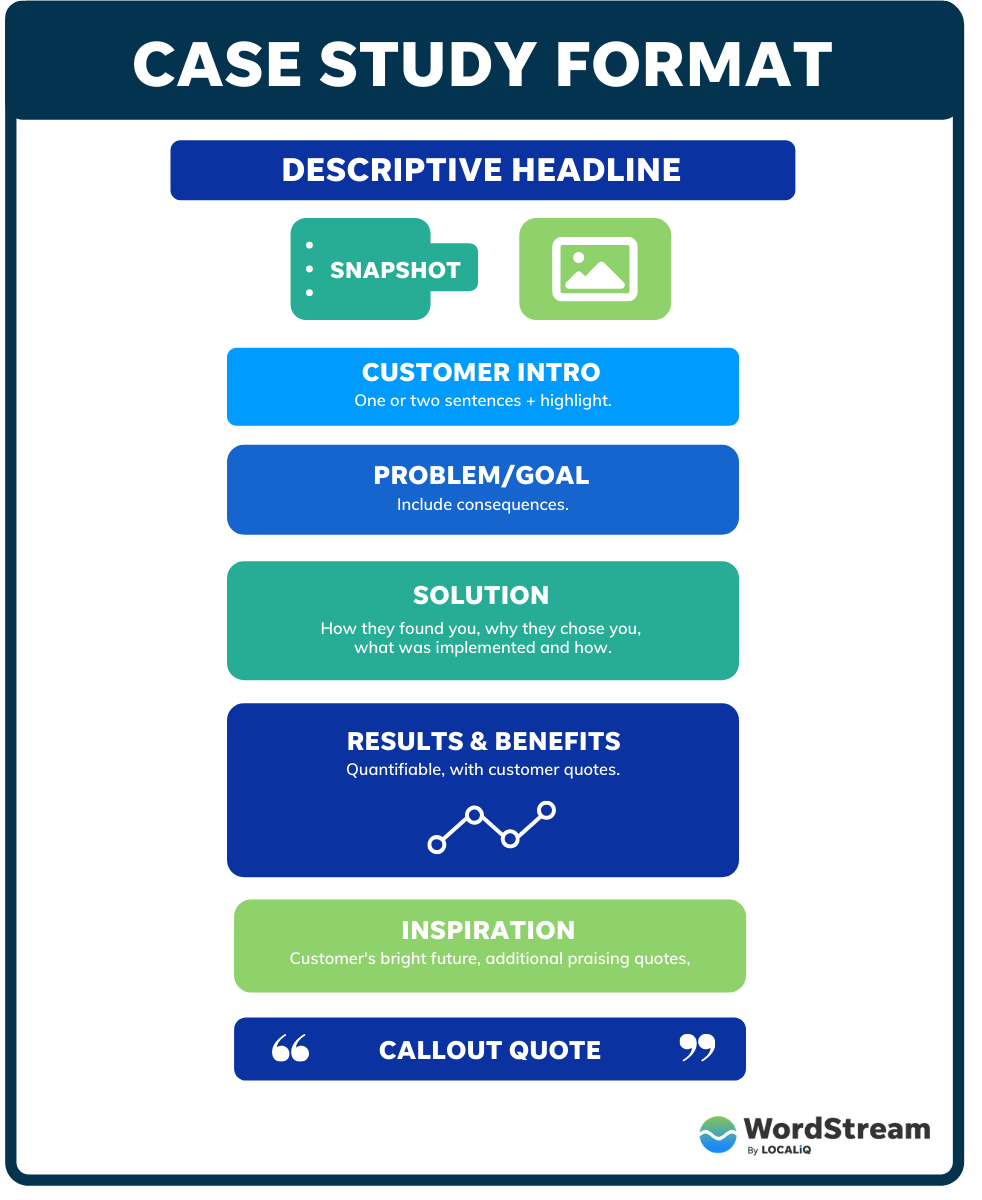 CASE STUDY FORMAT
DESCRIPTIVE HEADLINE
SNAPSHOT
CUSTOMER INTRO
One or two sentences + highlight.
PROBLEM/GOAL
Include consequences.
SOLUTION
How they found you, why they chose you,
what was implemented and how.
RESULTS & BENEFITS
Quantifiable, with customer quotes.
INSPIRATION
Customer's bright future, additional praising quotes,
“ CALLOUT QUOTE ”
WordStream
By LOCALiQ